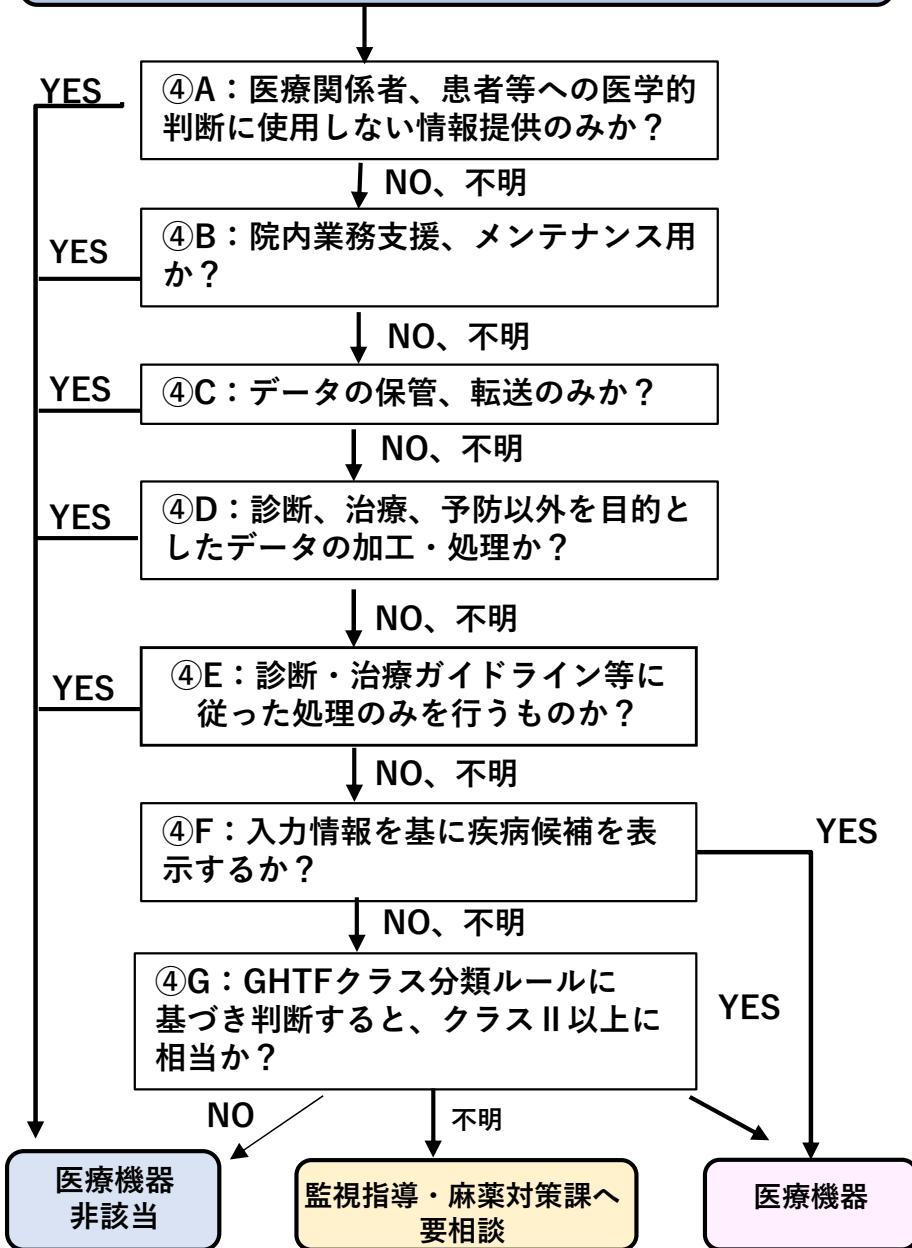 YES
④A：医療関係者、患者等への医学的
判断に使用しない情報提供のみか？
NO、不明
YES
④B：院内業務支援、メンテナンス用
か？
NO、不明
YES
④C：データの保管、転送のみか？
NO、不明
YES
④D：診断、治療、予防以外を目的と
したデータの加工・処理か？
NO、不明
YES
④E：診断・治療ガイドライン等に
従った処理のみを行うものか？
NO、不明
④F：入力情報を基に疾病候補を表
示するか？
YES
NO、不明
④G：GHTFクラス分類ルールに
基づき判断すると、クラスⅡ以上に
相当か？
YES
NO
不明
医療機器
非該当
監視指導・麻薬対策課へ
要相談
医療機器